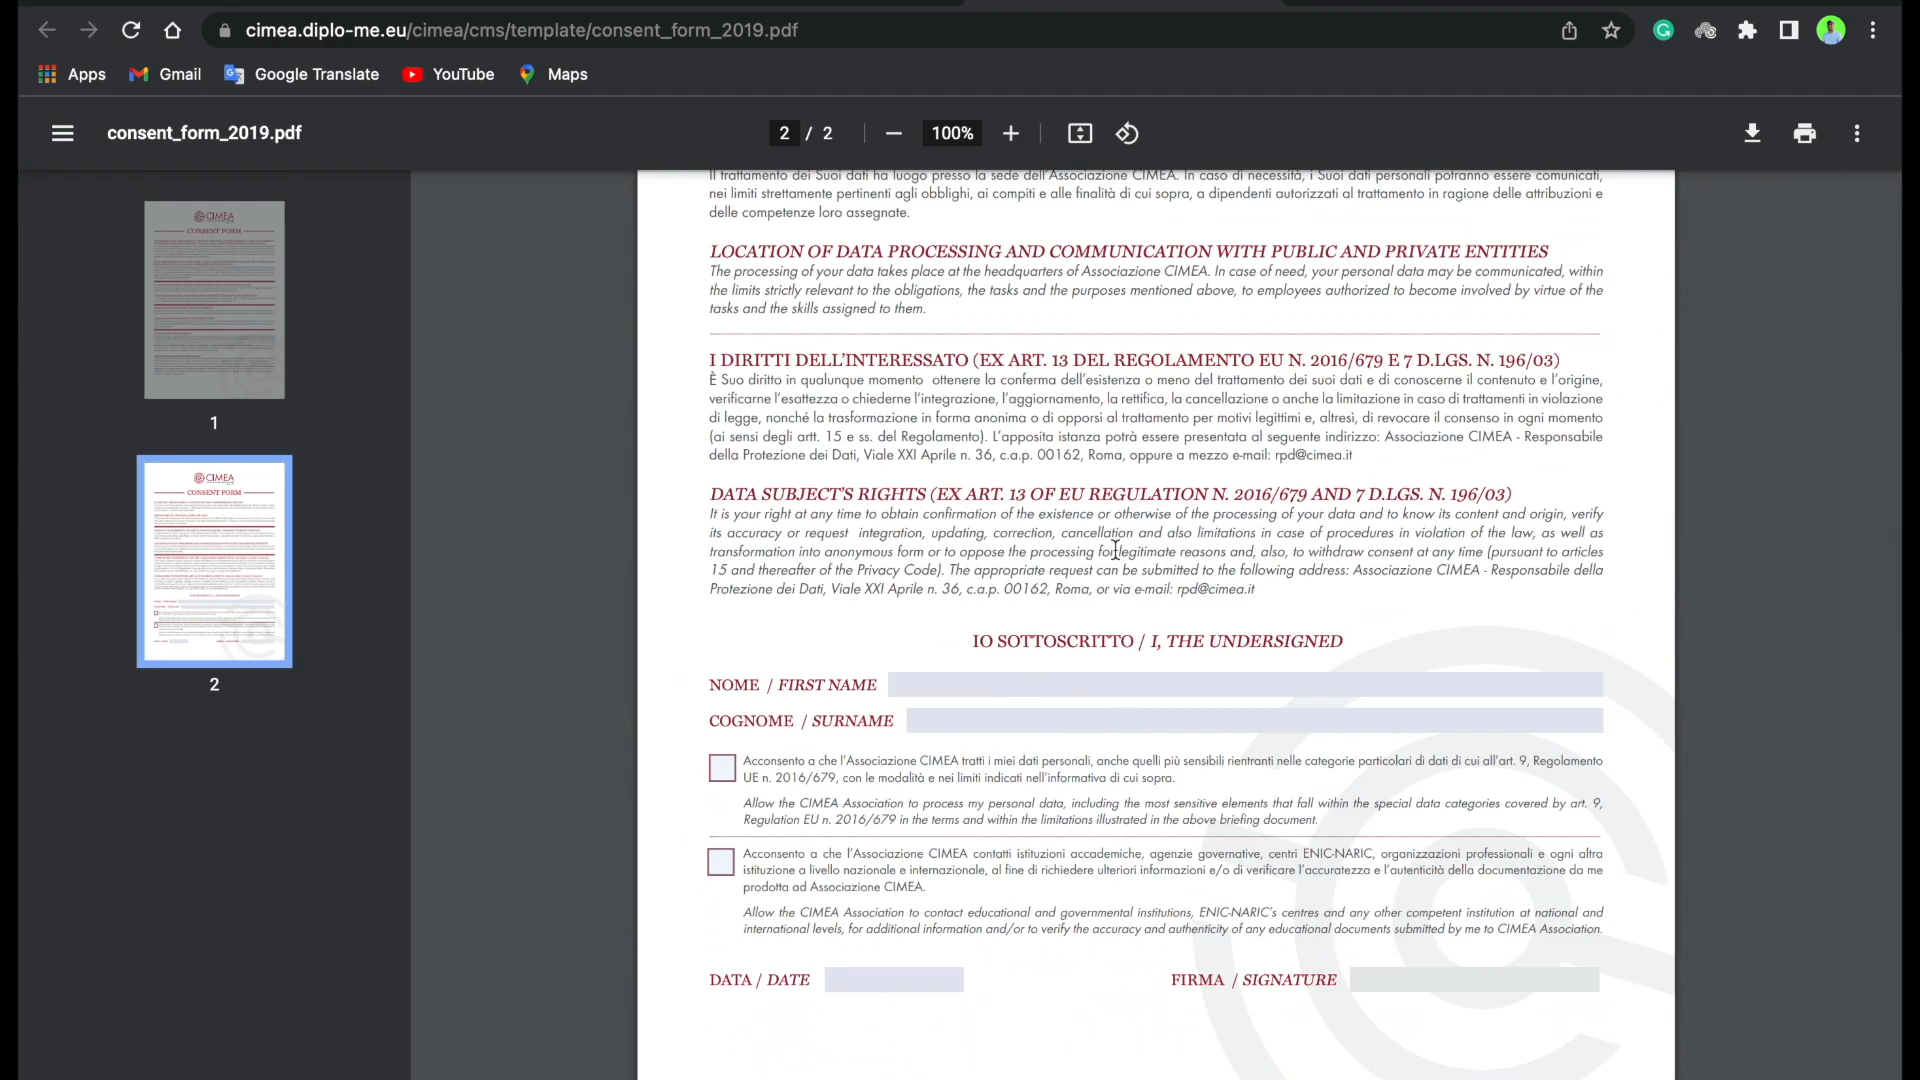 cimea.diplo-me.eu/cimea/cms/template/consent_form_2019.pdf
Apps Gmail Google Translate YouTube Maps
consent_form_2019.pdf 2 / 2 100%
CIMEA
CONSENT FORM
1
CIMEA
CONSENT FORM
2
Il trattamento dei Suoi dati ha luogo presso la sede dell'Associazione CIMEA. In caso di necessità, i Suoi dati personali potranno essere comunicati,
nei limiti strettamente pertinenti agli obblighi, ai compiti e alle finalità di cui sopra, a dipendenti autorizzati al trattamento in ragione delle attribuzioni e
delle competenze loro assegnate.
LOCATION OF DATA PROCESSING AND COMMUNICATION WITH PUBLIC AND PRIVATE ENTITIES
The processing of your data takes place at the headquarters of Associazione CIMEA. In case of need, your personal data may be communicated, within
the limits strictly relevant to the obligations, the tasks and the purposes mentioned above, to employees authorized to become involved by virtue of the
tasks and the skills assigned to them.
I DIRITTI DELL'INTERESSATO (EX ART. 13 DEL REGOLAMENTO EU N. 2016/679 E 7 D.LGS. N. 196/03)
È Suo diritto in qualunque momento ottenere la conferma dell'esistenza o meno del trattamento dei suoi dati e di conoscerne il contenuto e l'origine,
verificarne l'esattezza o chiederne l'integrazione, l'aggiornamento, la rettifica, la cancellazione o anche la limitazione in caso di trattamenti in violazione
di legge, nonché la trasformazione in forma anonima o di opporsi al trattamento per motivi legittimi e, altresì, di revocare il consenso in ogni momento
(ai sensi degli artt. 15 e ss. del Regolamento). L'apposita istanza potrà essere presentata al seguente indirizzo: Associazione CIMEA - Responsabile
della Protezione dei Dati, Viale XXI Aprile n. 36, c.a.p. 00162, Roma, oppure a mezzo e-mail: rpd@cimea.it
DATA SUBJECT'S RIGHTS (EX ART. 13 OF EU REGULATION N. 2016/679 AND 7 D.LGS. N. 196/03)
It is your right at any time to obtain confirmation of the existence or otherwise of the processing of your data and to know its content and origin, verify
its accuracy or request integration, updating, correction, cancellation and also limitations in case of procedures in violation of the law, as well as
transformation into anonymous form or to oppose the processing for legitimate reasons and, also, to withdraw consent at any time (pursuant to articles
15 and thereafter of the Privacy Code). The appropriate request can be submitted to the following address: Associazione CIMEA - Responsabile della
Protezione dei Dati, Viale XXI Aprile n. 36, c.a.p. 00162, Roma, or via e-mail: rpd@cimea.it
IO SOTTOSCRITTO / I, THE UNDERSIGNED
NOME / FIRST NAME
COGNOME / SURNAME
Acconsento a che l'Associazione CIMEA tratti i miei dati personali, anche quelli più sensibili rientranti nelle categorie particolari di dati di cui all'art. 9, Regolamento
UE n. 2016/679, con le modalità e nei limiti indicati nell'informativa di cui sopra.
Allow the CIMEA Association to process my personal data, including the most sensitive elements that fall within the special data categories covered by art. 9,
Regulation EU n. 2016/679 in the terms and within the limitations illustrated in the above briefing document.
Acconsento a che l'Associazione CIMEA contatti istituzioni accademiche, agenzie governative, centri ENIC-NARIC, organizzazioni professionali e ogni altra
istituzione a livello nazionale e internazionale, al fine di richiedere ulteriori informazioni e/o di verificare l'accuratezza e l'autenticità della documentazione da me
prodotta ad Associazione CIMEA.
Allow the CIMEA Association to contact educational and governmental institutions, ENIC-NARIC's centres and any other competent institution at national and
international levels, for additional information and/or to verify the accuracy and authenticity of any educational documents submitted by me to CIMEA Association.
DATA / DATE FIRMA / SIGNATURE